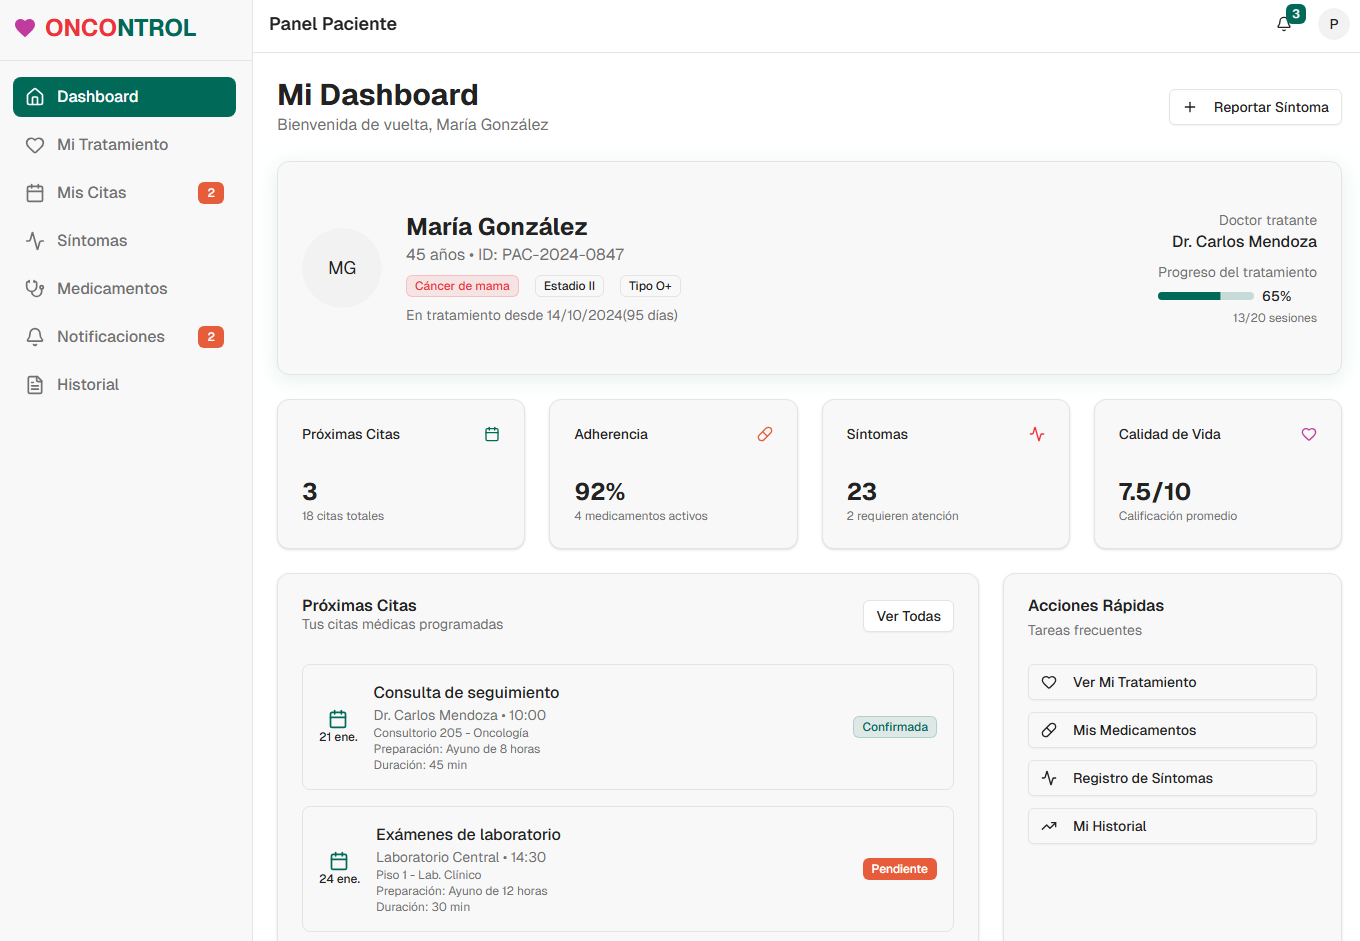 ONCONTROL
Dashboard
Mi Tratamiento
Mis Citas 2
Síntomas
Medicamentos
Notificaciones 2
Historial
Panel Paciente
3
P
Mi Dashboard
Bienvenida de vuelta, María González
Reportar Síntoma
MG
María González
45 años • ID: PAC-2024-0847
Cáncer de mama Estadio II Tipo O+
En tratamiento desde 14/10/2024(95 días)
Doctor tratante
Dr. Carlos Mendoza
Progreso del tratamiento
65%
13/20 sesiones
Próximas Citas
3
18 citas totales
Adherencia
92%
4 medicamentos activos
Síntomas
23
2 requieren atención
Calidad de Vida
7.5/10
Calificación promedio
Próximas Citas
Tus citas médicas programadas
Ver Todas
21 ene.
Consulta de seguimiento
Dr. Carlos Mendoza • 10:00
Consultorio 205 - Oncología
Preparación: Ayuno de 8 horas
Duración: 45 min
Confirmada
24 ene.
Exámenes de laboratorio
Laboratorio Central • 14:30
Piso 1 - Lab. Clínico
Preparación: Ayuno de 12 horas
Duración: 30 min
Pendiente
Acciones Rápidas
Tareas frecuentes
Ver Mi Tratamiento
Mis Medicamentos
Registro de Síntomas
Mi Historial